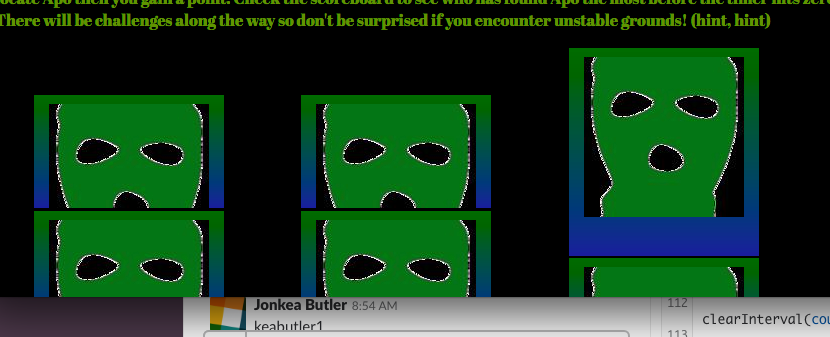 locate Apo then you gain a point. Check the scoreboard to see who has found Apo the most before the timer hits zero
There will be challenges along the way so don't be surprised if you encounter unstable grounds! (hint, hint)
Jonkea Butler 8:54 AM
keabutler1
112
clearInterval(cou
113